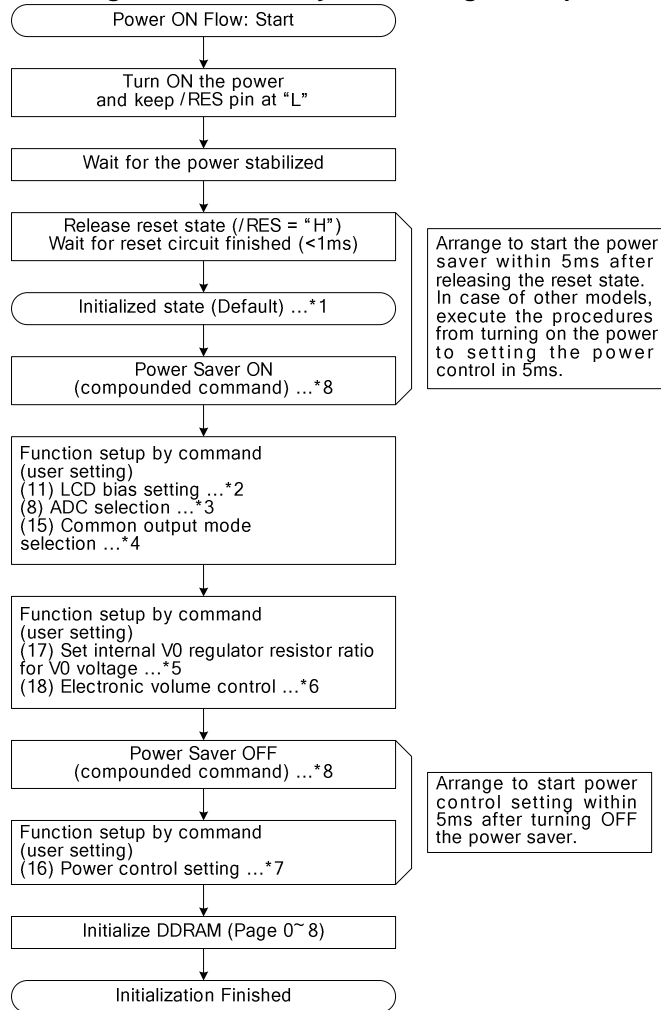 Power ON Flow: Start
Turn ON the power
and keep /RES pin at “L”
Wait for the power stabilized
Release reset state (/RES = “H”)
Wait for reset circuit finished (<1ms)
Initialized state (Default) …*1
Power Saver ON
(compounded command) …*8
Arrange to start the power
saver within 5ms after
releasing the reset state.
In case of other models,
execute the procedures
from turning on the power
to setting the power
control in 5ms.
Function setup by command
(user setting)
(11) LCD bias setting …*2
(8) ADC selection …*3
(15) Common output mode
selection …*4
Function setup by command
(user setting)
(17) Set internal V0 regulator resistor ratio
for V0 voltage …*5
(18) Electronic volume control …*6
Power Saver OFF
(compounded command) …*8
Function setup by command
(user setting)
(16) Power control setting …*7
Arrange to start power
control setting within
5ms after turning OFF
the power saver.
Initialize DDRAM (Page 0~8)
Initialization Finished